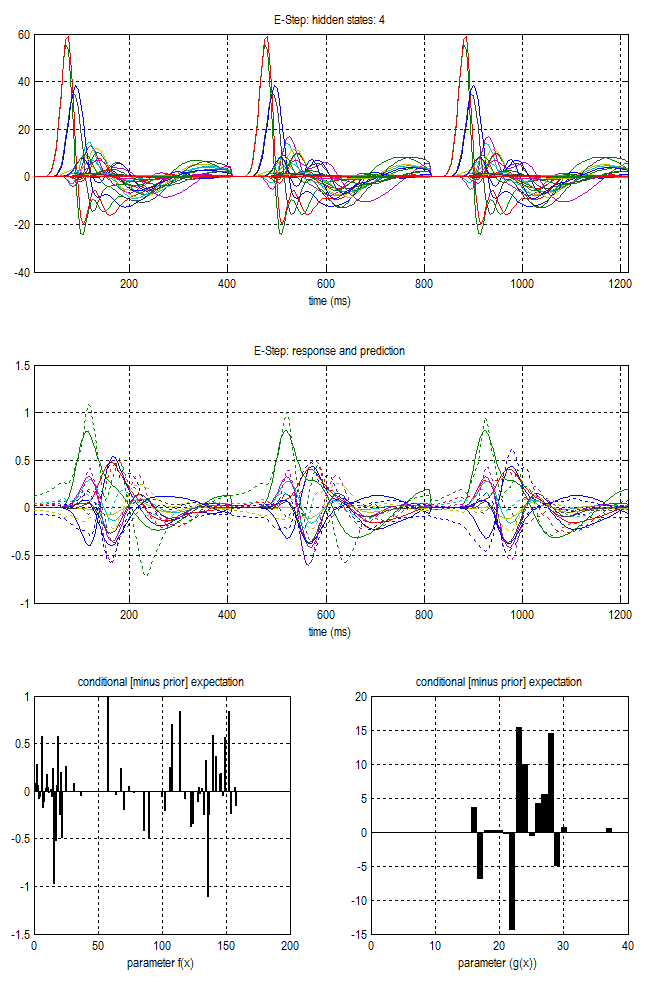 E-Step: hidden states: 4
60
40
20
0
-20
-40
200 400 600 800 1000 1200
time (ms)
E-Step: response and prediction
1.5
1
0.5
0
-0.5
-1
200 400 600 800 1000 1200
time (ms)
conditional [minus prior] expectation
1
0.5
0
-0.5
-1
-1.5
0 50 100 150 200
parameter f(x)
conditional [minus prior] expectation
20
15
10
5
0
-5
-10
-15
0 10 20 30 40
parameter (g(x))